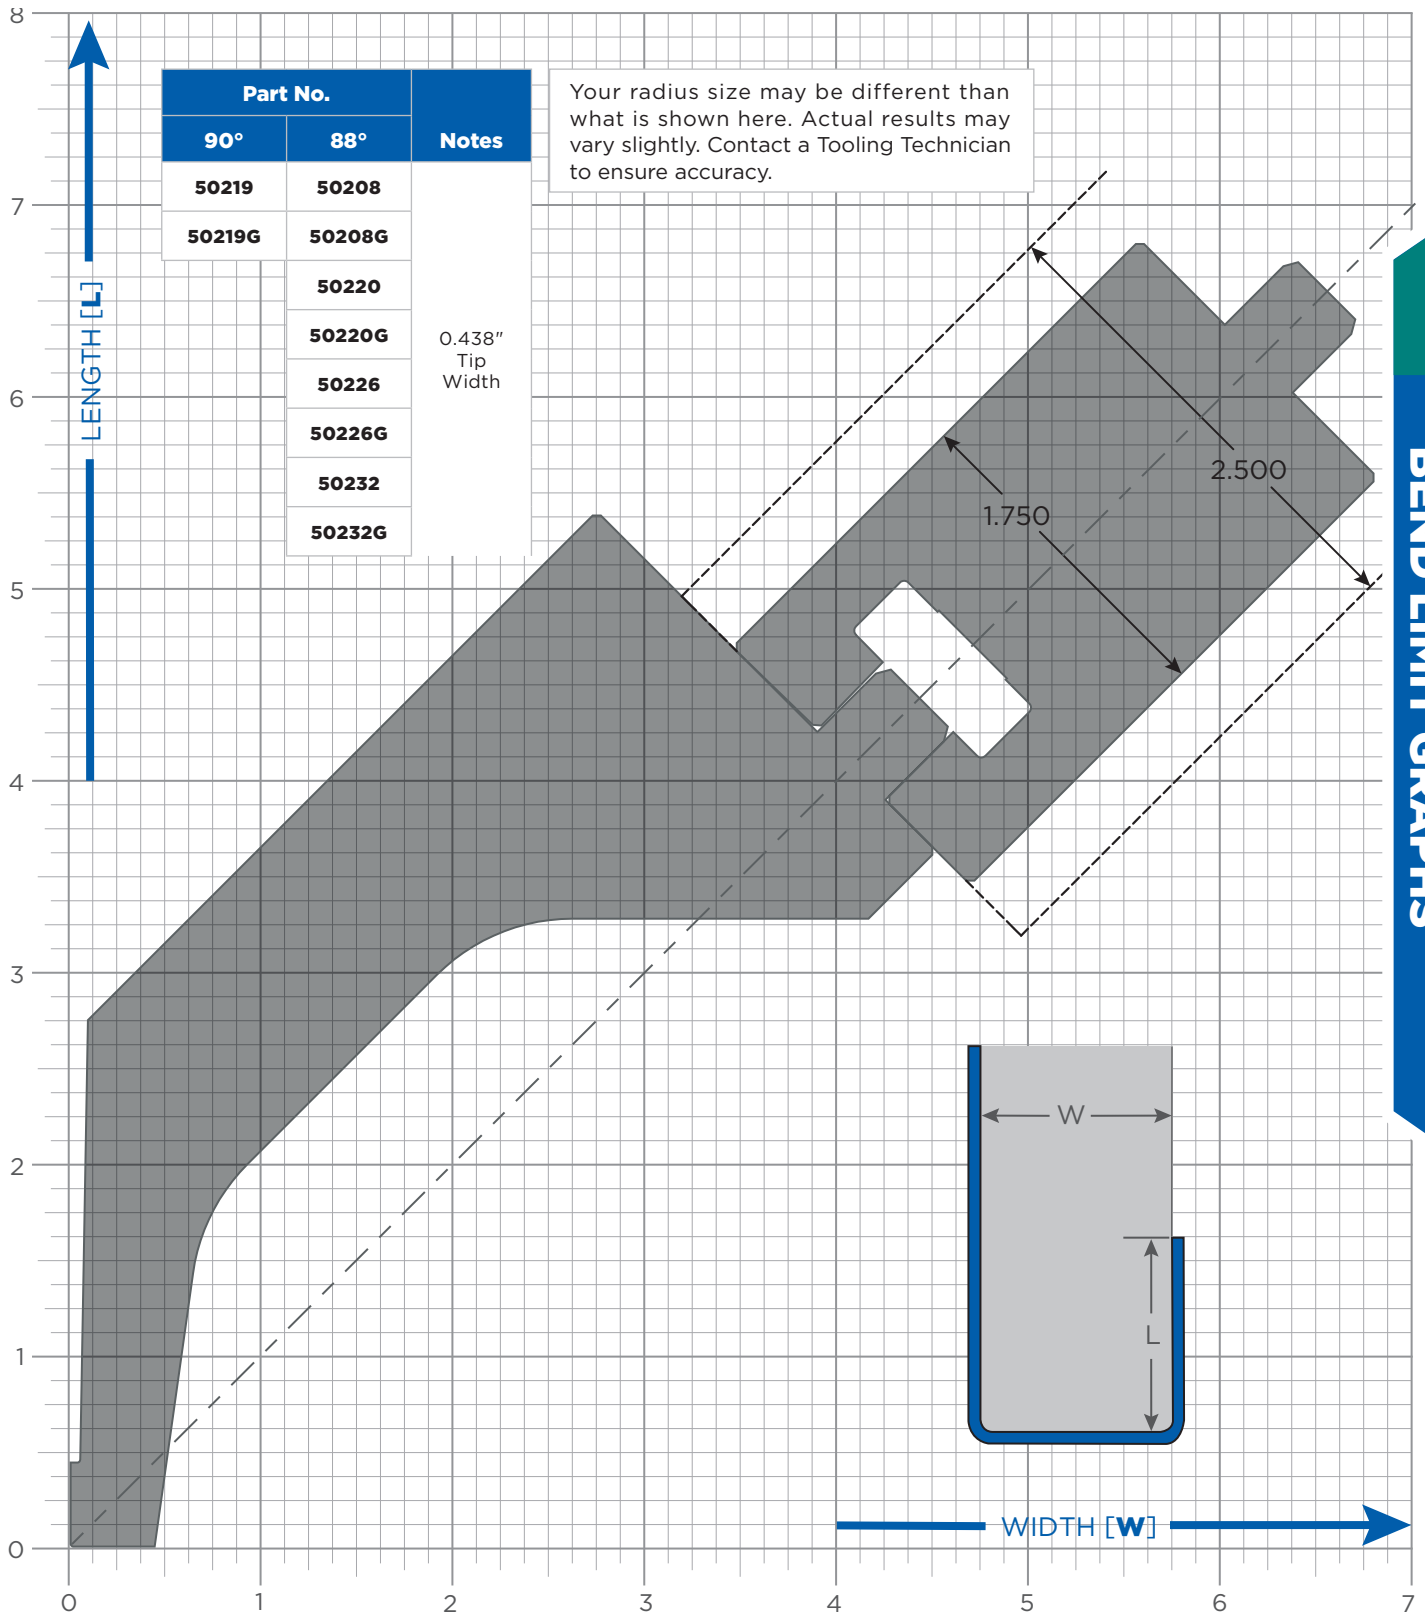 8
7
6
5
4
3
2
1
0
0 1 2 3 4 5 6 7
LENGTH [L]
WIDTH [W]
Part No.
90° 88° Notes
50219 50208
50219G 50208G
50220
50220G
50226
50226G
50232
50232G
0.438"
Tip
Width
Your radius size may be different than
what is shown here. Actual results may
vary slightly. Contact a Tooling Technician
to ensure accuracy.
2.500
1.750
W
L
BEND LIMIT GRAPHS